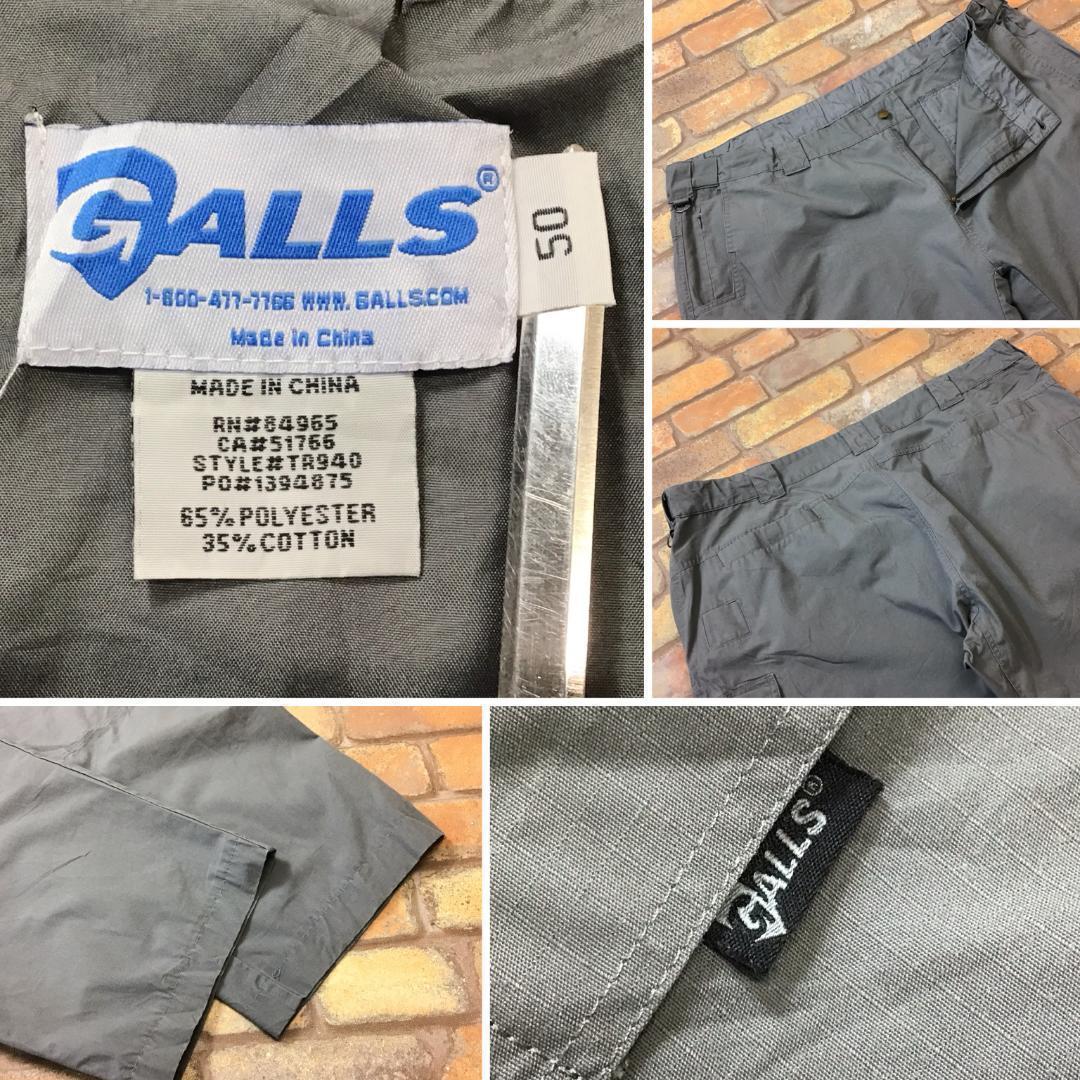 GALLS®
1-800-477-7766 WWW.GALLS.COM
Made in China
50
MADE IN CHINA
RN#84965
CA#51766
STYLE#TR940
PO#1394875
65%POLYESTER
35%COTTON
GALLS®